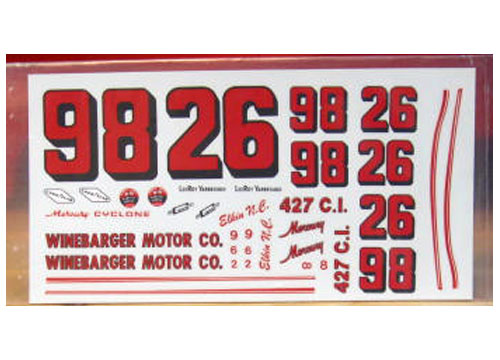 98 26 98 26
98 26
LeeRoy Yarbrough LeeRoy Yarbrough
Mercury CYCLONE
Elkin N.C. 427 C.I. 26
WINEBARGER MOTOR CO. 9 9 Mercury
6 6 Elkin N.C.
WINEBARGER MOTOR CO. 2 2 Mercury 98
8 8 427 C.I.